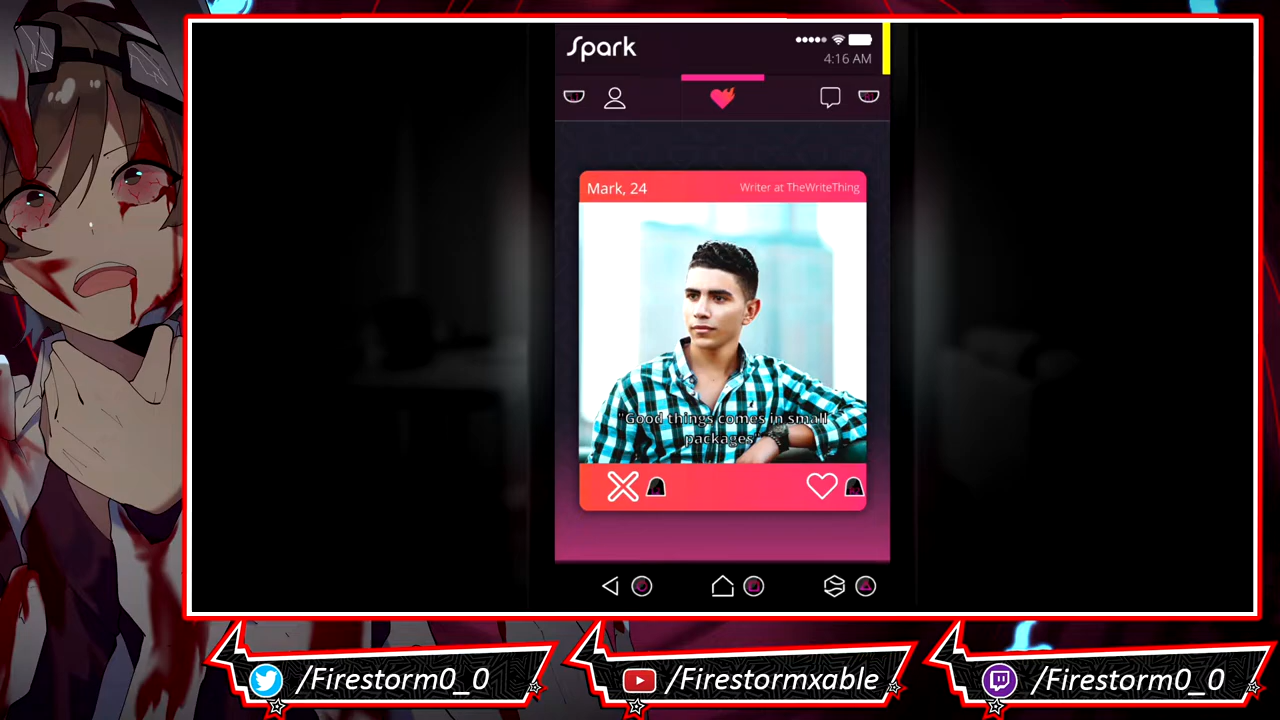 Spark
4:16 AM
Mark, 24
Writer at TheWriteThing
"Good things comes in small
packages"
/Firestorm0_0
/Firestormxable
/Firestorm0_0